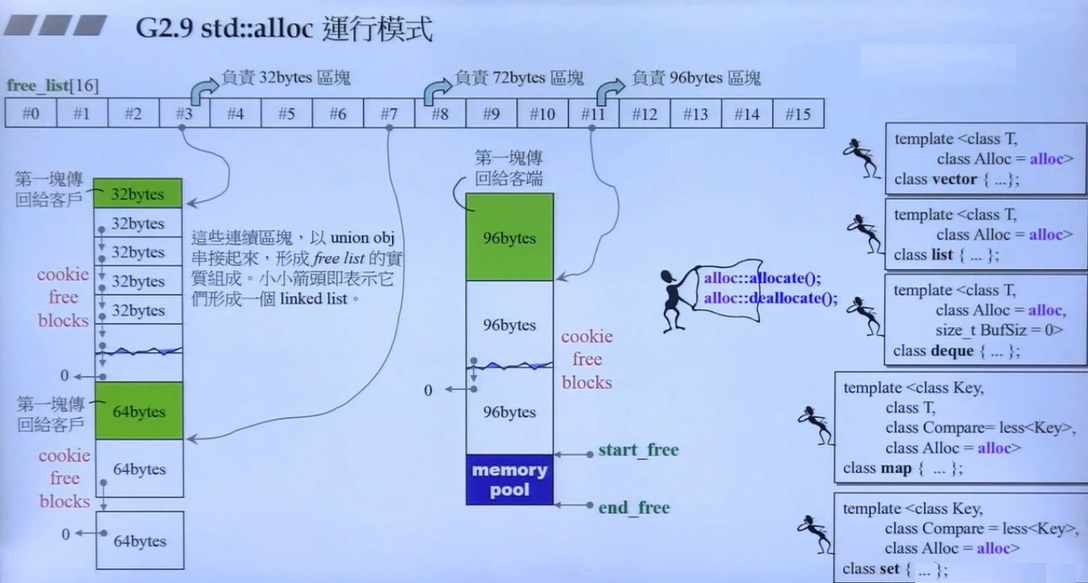 G2.9 std::alloc 運行模式
free_list[16]
負責 32bytes 區塊
負責 72bytes 區塊
負責 96bytes 區塊
#0 #1 #2 #3 #4 #5 #6 #7 #8 #9 #10 #11 #12 #13 #14 #15
第一塊傳
回給客戶
32bytes
32bytes
32bytes
32bytes
32bytes
cookie
free
blocks
0
這些連續區塊，以 union obj
串接起來，形成 free list 的實
質組成。小小箭頭即表示它
們形成一個 linked list。
第一塊傳
回給客戶
64bytes
cookie
free
blocks
64bytes
0
64bytes
第一塊傳
回給客端
96bytes
96bytes
cookie
free
blocks
0
96bytes
memory
pool
start_free
end_free
alloc::allocate();
alloc::deallocate();
template <class T,
class Alloc = alloc>
class vector { ...};
template <class T,
class Alloc = alloc>
class list { ... };
template <class T,
class Alloc = alloc,
size_t BufSiz = 0>
class deque { ... };
template <class Key,
class T,
class Compare= less<Key>,
class Alloc = alloc>
class map { ... };
template <class Key,
class Compare = less<Key>,
class Alloc = alloc>
class set { ... };